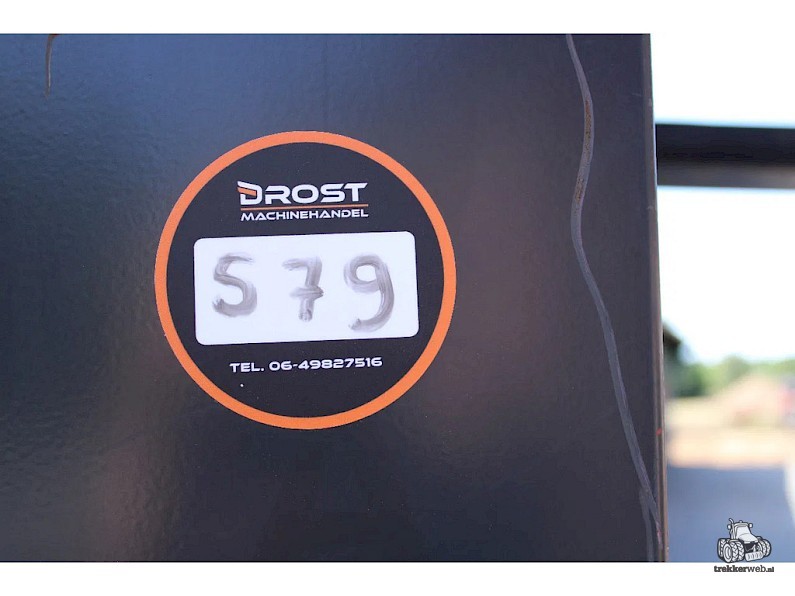 DROST
MACHINEHANDEL
579
TEL. 06-49827516
trekkerweb.nl